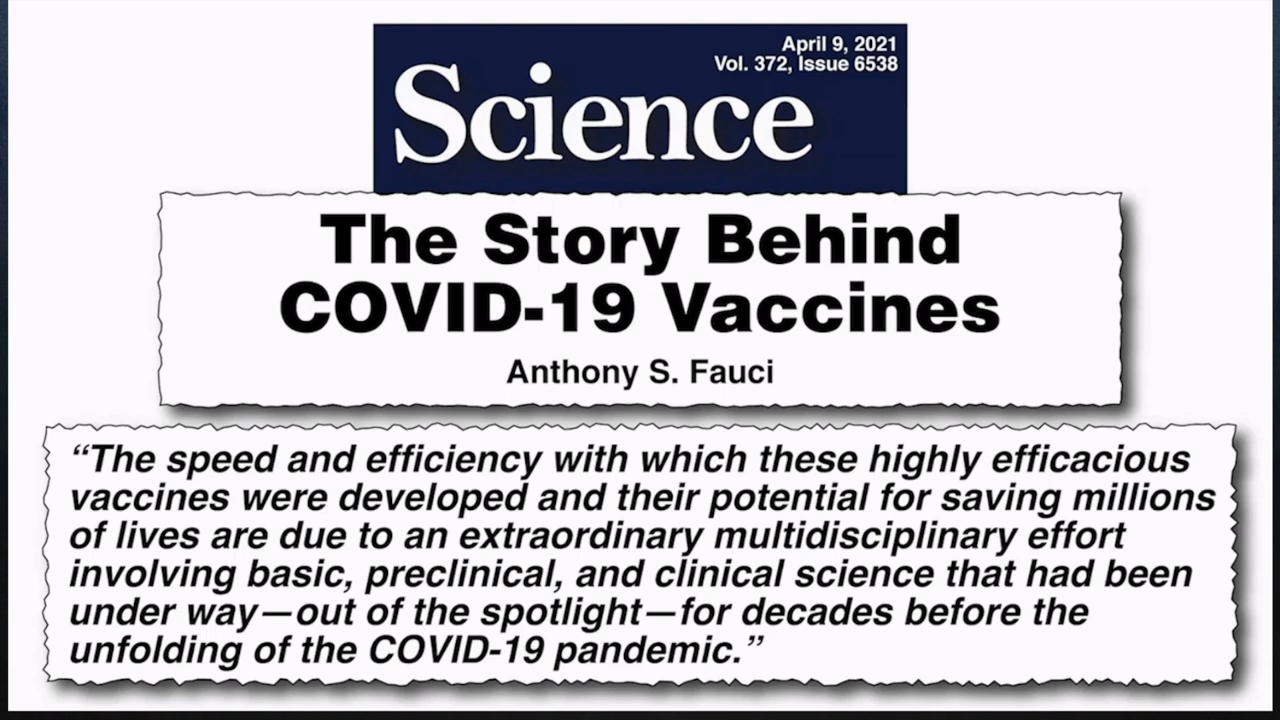 April 9, 2021
Vol. 372, Issue 6538
Science
The Story Behind
COVID-19 Vaccines
Anthony S. Fauci
“The speed and efficiency with which these highly efficacious
vaccines were developed and their potential for saving millions
of lives are due to an extraordinary multidisciplinary effort
involving basic, preclinical, and clinical science that had been
under way—out of the spotlight—for decades before the
unfolding of the COVID-19 pandemic.”